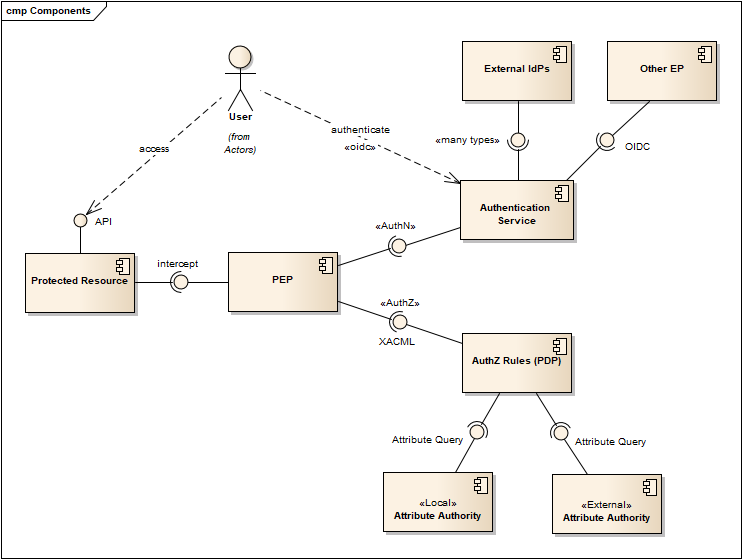 cmp Components
External IdPs
Other EP
User
(from
Actors)
authenticate
«oidc»
«many types»
OIDC
access
API
Authentication
Service
«AuthN»
Protected Resource
intercept
PEP
«AuthZ»
XACML
AuthZ Rules (PDP)
Attribute Query
Attribute Query
«Local»
Attribute Authority
«External»
Attribute Authority